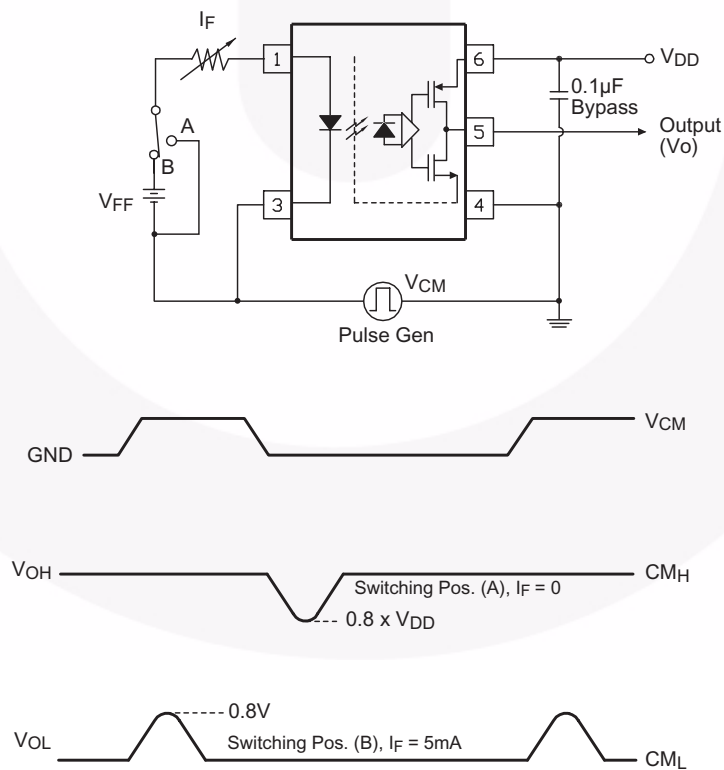 IF
1
6
VDD
A
0.1µF
Bypass
5
Output
(Vo)
B
VFF
3
4
VCM
Pulse Gen
VCM
GND
VOH
CMH
Switching Pos. (A), IF = 0
0.8 x VDD
0.8V
VOL
Switching Pos. (B), IF = 5mA
CML